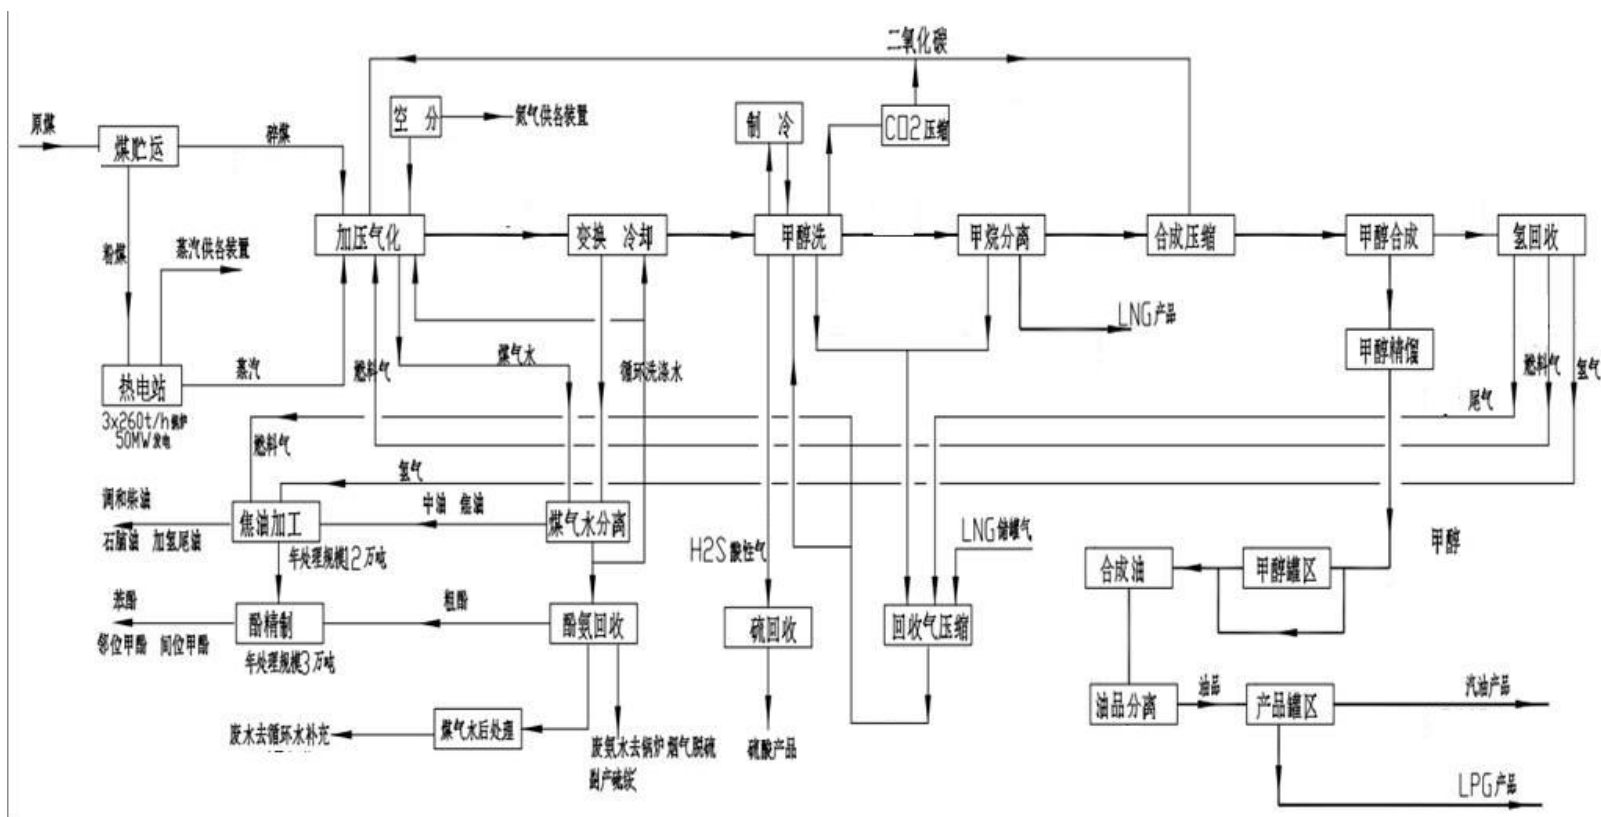 二氧化碳
原煤
煤贮运
碎煤
空 分
氮气供各装置
制 冷
CO2压缩
加压气化
变换 冷却
甲醇洗
甲烷分离
合成压缩
甲醇合成
氢回收
粉煤
蒸汽供各装置
LNG产品
甲醇精馏
热电站
3x260t/h锅炉
50MW发电
蒸汽
燃料气
煤气水
循环洗涤水
燃料气
氢气
尾气
燃料气
氢气
调和柴油
石脑油 加氢尾油
焦油加工
年处理规模12万吨
中油 焦油
煤气水分离
H2S酸性气
LNG储罐气
甲醇
合成油
甲醇罐区
苯酚
邻位甲酚 间位甲酚
酚精制
年处理规模3万吨
粗酚
酚氨回收
硫回收
回收气压缩
油品分离
油品
产品罐区
汽油产品
废水去循环水补充
煤气水后处理
废氨水去锅炉烟气脱硫
副产硫铵
硫酸产品
LPG产品